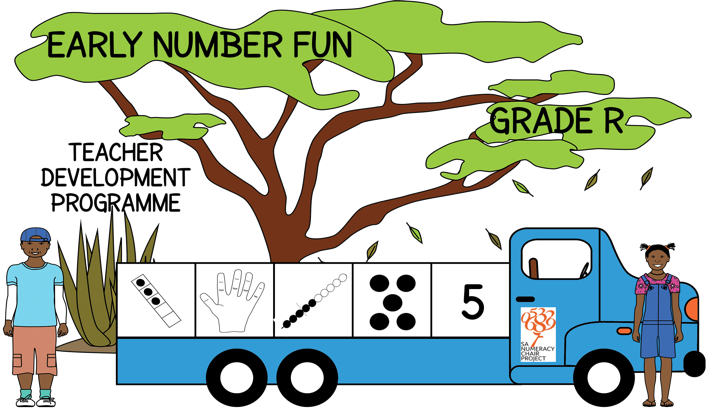 EARLY NUMBER FUN
GRADE R
TEACHER
DEVELOPMENT
PROGRAMME
5
SA
NUMERACY
CHAIR
PROJECT